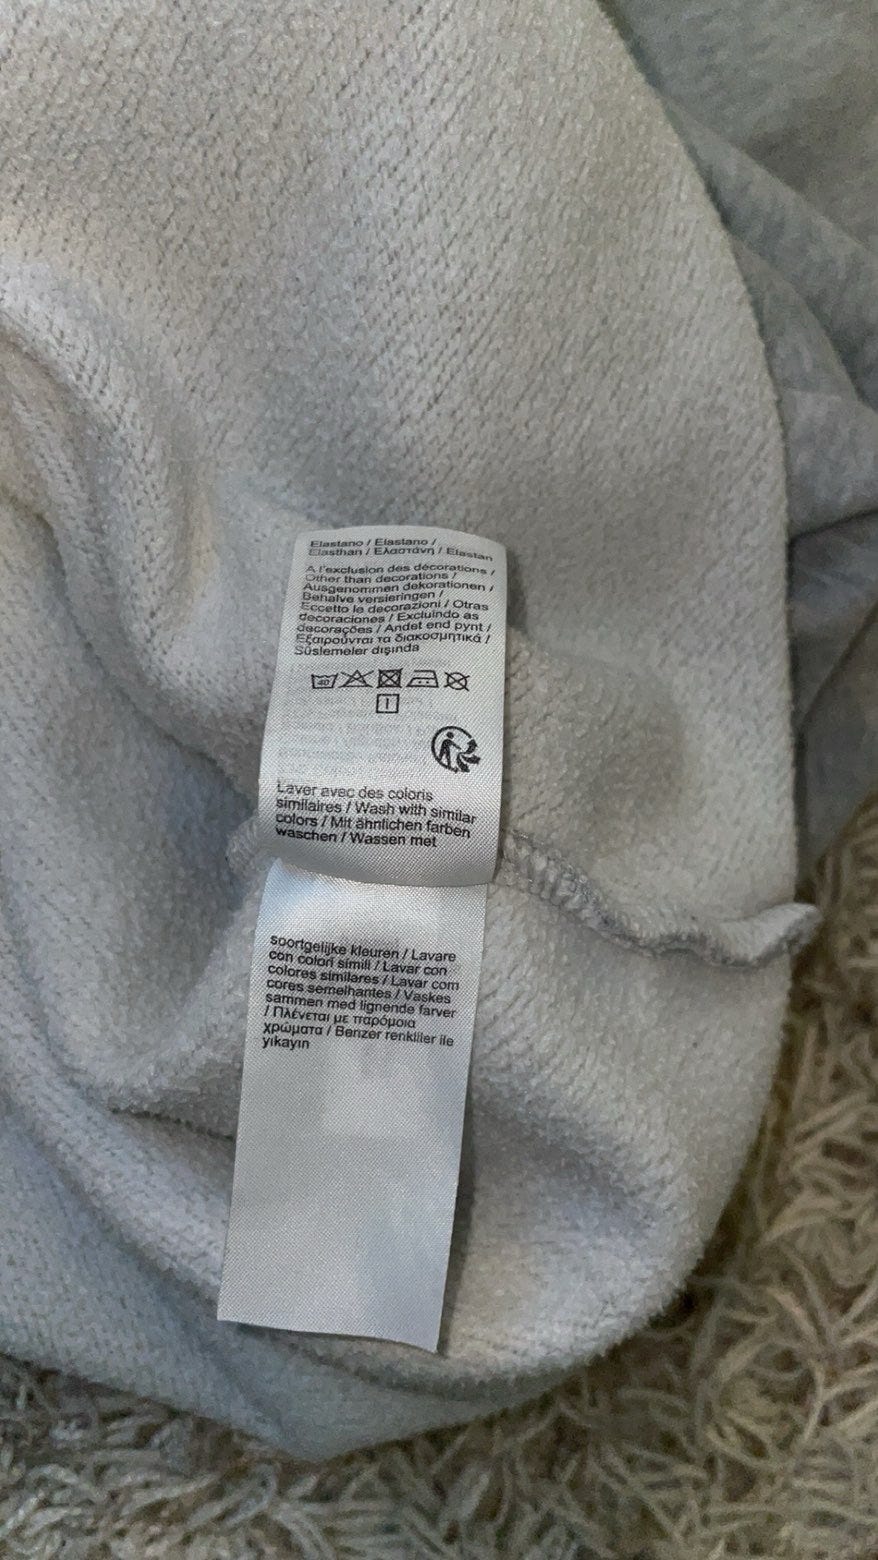 Elastano / Elastano /
Elasthan / Ελαστάνη / Elastan
A l'exclusion des décorations /
Other than decorations /
Ausgenommen dekorationen /
Behalve versieringen /
Eccetto le decorazioni / Otras
decoraciones / Excluindo as
decorações / Andet end pynt /
Εξαιρούνται τα διακοσμητικά /
Süslemeler dışında
40
Laver avec des coloris
similaires / Wash with similar
colors / Mit ähnlichen farben
waschen / Wassen met
soortgelijke kleuren / Lavare
con colori simili / Lavar con
colores similares / Lavar com
cores semelhantes / Vaskes
sammen med lignende farver
/ Πλένεται με παρόμοια
χρώματα / Benzer renkliler ile
yıkayın